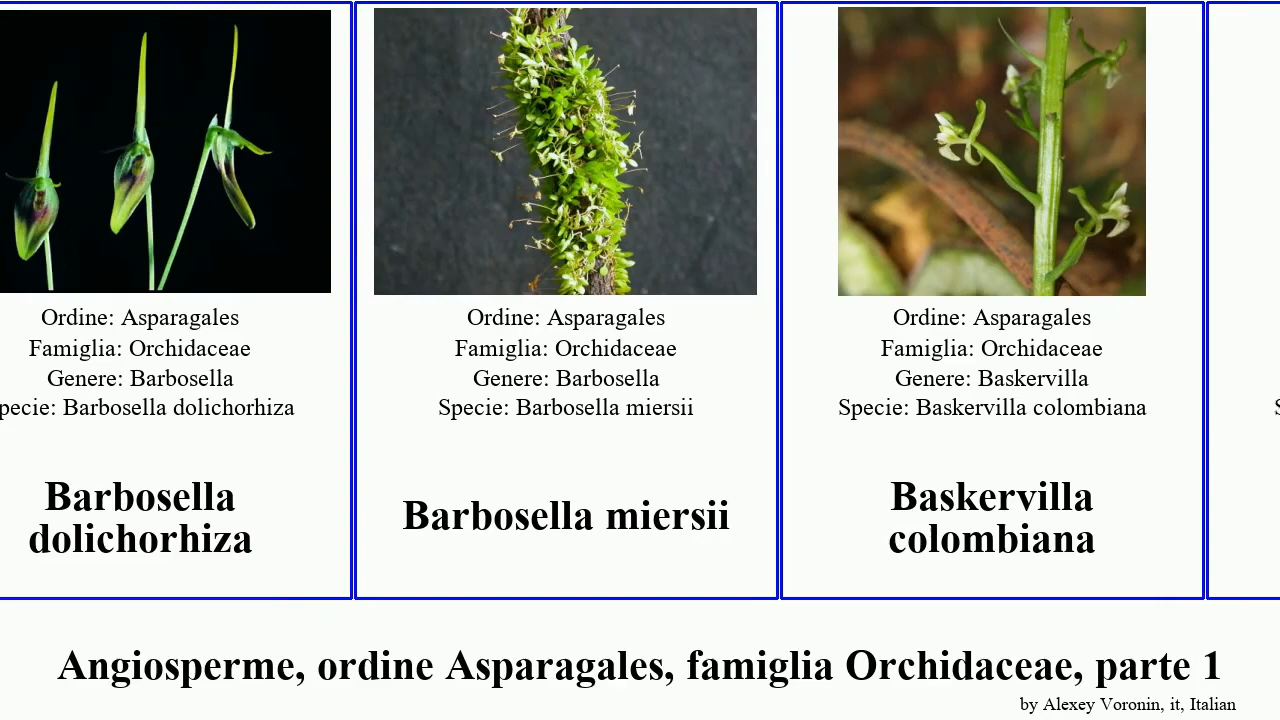 Ordine: Asparagales
Famiglia: Orchidaceae
Genere: Barbosella
pecie: Barbosella dolichorhiza
Barbosella
dolichorhiza
Ordine: Asparagales
Famiglia: Orchidaceae
Genere: Barbosella
Specie: Barbosella miersii
Barbosella miersii
Ordine: Asparagales
Famiglia: Orchidaceae
Genere: Baskervilla
Specie: Baskervilla colombiana
Baskervilla
colombiana
Angiosperme, ordine Asparagales, famiglia Orchidaceae, parte 1
by Alexey Voronin, it, Italian